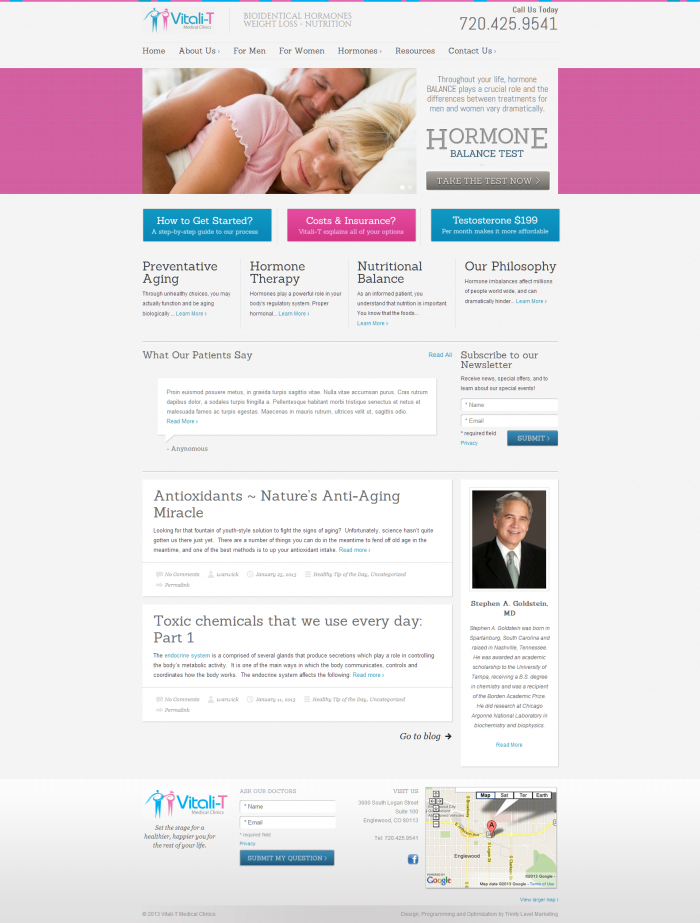 Vitali-T
Medical Clinics
BIOIDENTICAL HORMONES
WEIGHT LOSS - NUTRITION
Call Us Today
720.425.9541
Home About Us › For Men For Women Hormones › Resources Contact Us ›
Throughout your life, hormone
BALANCE plays a crucial role and the
differences between treatments for
men and women vary dramatically.
HORMONE
BALANCE TEST
TAKE THE TEST NOW ›
How to Get Started?
A step-by-step guide to our process
Costs & Insurance?
Vitali-T explains all of your options
Testosterone $199
Per month makes it more affordable
Preventative
Aging
Through unhealthy choices, you may
actually function and be aging
biologically... Learn More ›
Hormone
Therapy
Hormones play a powerful role in your
body's regulatory system. Proper
hormonal... Learn More ›
Nutritional
Balance
As an informed patient, you
understand that nutrition is important
You know that the foods...
Learn More ›
Our Philosophy
Hormone imbalances affect millions
of people world wide, and can
dramatically hinder... Learn More ›
What Our Patients Say
Read All
Proin euismod posuere metus, in gravida turpis sagittis vitae. Nulla vitae accumsan purus. Cras rutrum
dapibus dolor, a sodales turpis fringilla a. Pellentesque habitant morbi tristique senectus et netus et
malesuada fames ac turpis egestas. Maecenas in mauris rutrum, ultrices velit ut, sagittis odio.
Read More ›
- Anynomous
Subscribe to our
Newsletter
Receive news, special offers, and to
learn about our special events!
* Name
* Email
* required field
Privacy
SUBMIT ›
Antioxidants ~ Nature's Anti-Aging
Miracle
Looking for that fountain of youth-style solution to fight the signs of aging? Unfortunately, science hasn't quite
gotten us there just yet. There are a number of things you can do in the meantime to fend off old age in the
meantime, and one of the best methods is to up your antioxidant intake. Read more ›
No Comments warwick January 25, 2013 Healthy Tip of the Day, Uncategorized
Permalink
Toxic chemicals that we use every day:
Part 1
The endocrine system is a comprised of several glands that produce secretions which play a role in controlling
the body's metabolic activity. It is one of the main ways in which the body communicates, controls and
coordinates how the body works. The endocrine system affects the following: Read more ›
No Comments warwick January 11, 2013 Healthy Tip of the Day, Uncategorized
Permalink
Go to blog
Stephen A. Goldstein,
MD
Stephen A. Goldstein was born in
Spartanburg, South Carolina and
raised in Nashville, Tennessee.
He was awarded an academic
scholarship to the University of
Tampa, receiving a B.S. degree
in chemistry and was a recipient
of the Borden Academic Prize.
He did research at Chicago
Argonne National Laboratory in
biochemistry and biophysics.
Read More
Vitali-T
Medical Clinics
Set the stage for a
healthier, happier you for
the rest of your life.
ASK OUR DOCTORS
* Name
* Email
* required field
Privacy
SUBMIT MY QUESTION ›
VISIT US
3600 South Logan Street
Suite 100
Englewood, CO 80113
Tel: 720.425.9541
Map Sat Ter Earth
A
Englewood
POWERED BY
Google
©2013 Google -
Map data ©2013 Google - Terms of Use
View larger map ›
© 2013 Vitali-T Medical Clinics
Design, Programming and Optimization by Trinity Level Marketing